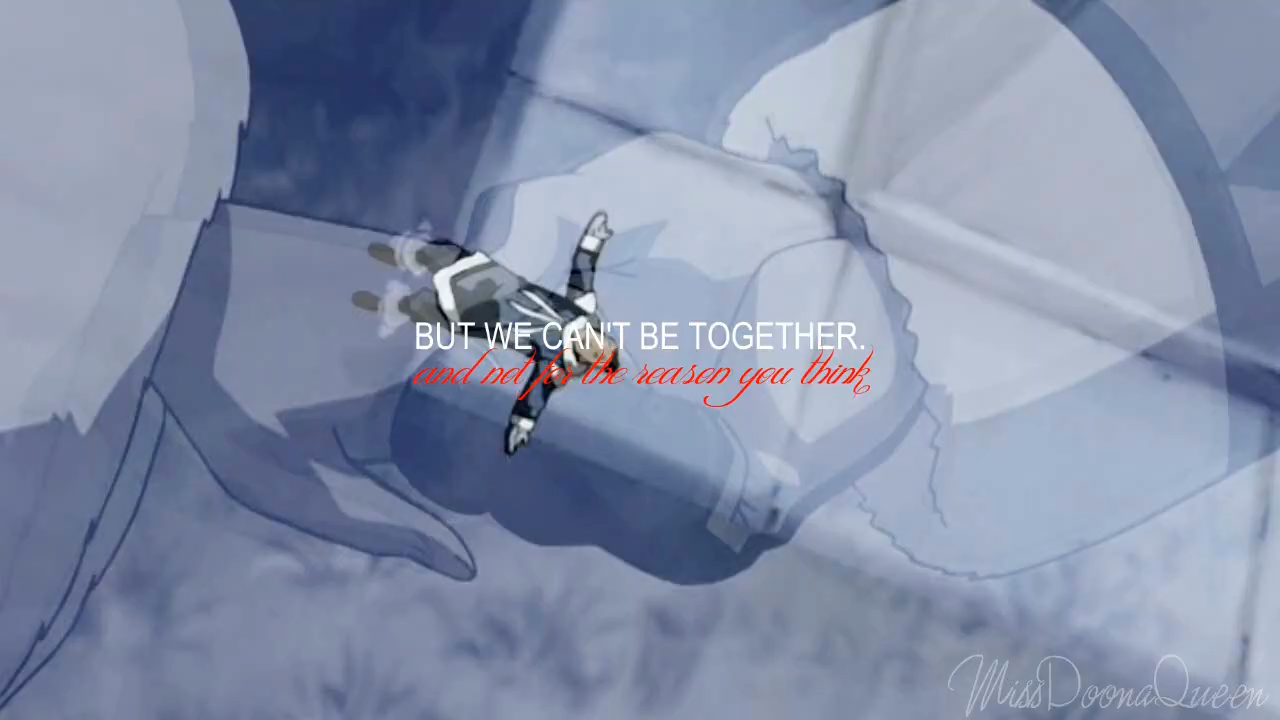 BUT WE CAN'T BE TOGETHER.
and not for the reason you think
MissDoonaQueen